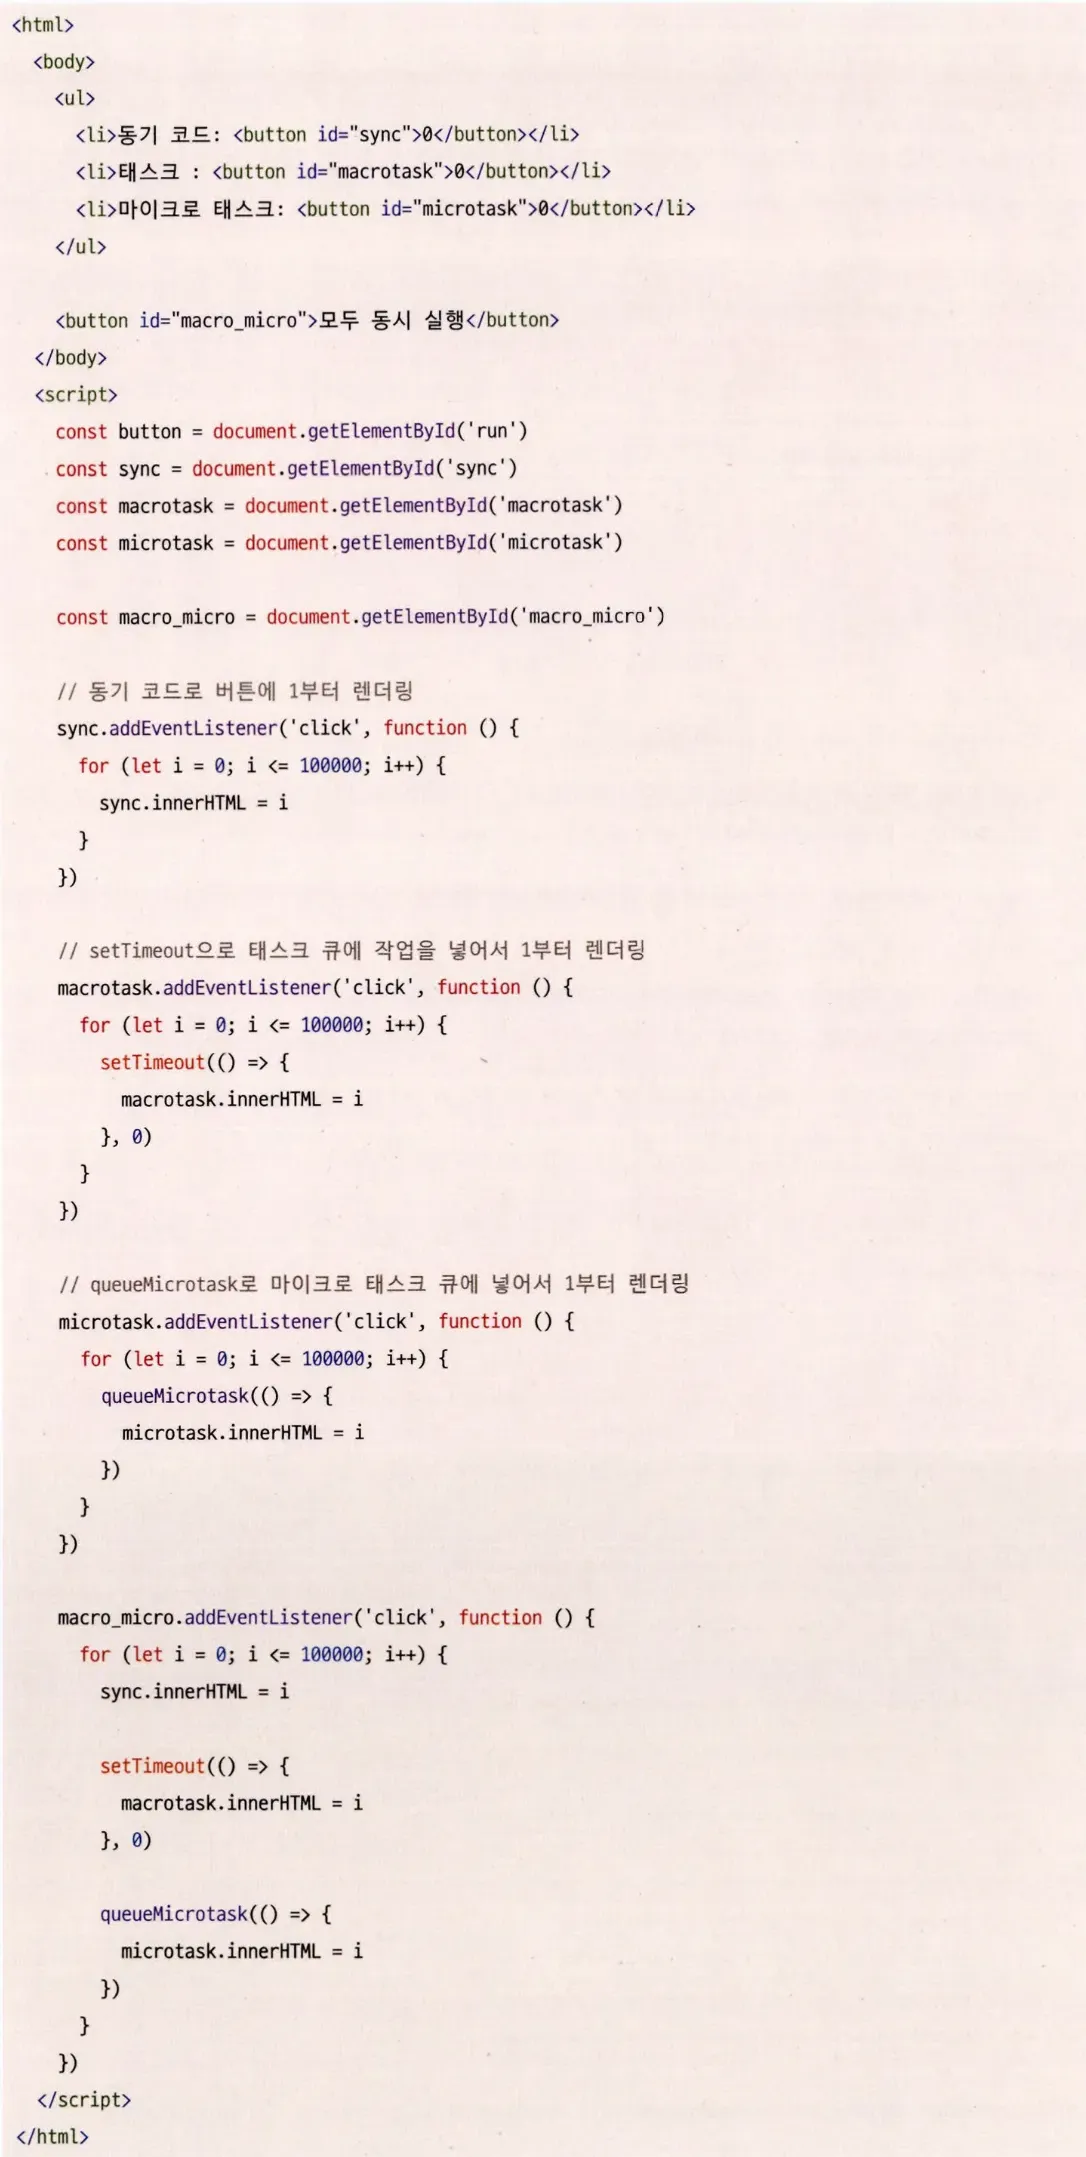 <html>
<body>
<ul>
<li>동기 코드: <button id="sync">0</button></li>
<li>태스크 : <button id="macrotask">0</button></li>
<li>마이크로 태스크: <button id="microtask">0</button></li>
</ul>
<button id="macro_micro">모두 동시 실행</button>
</body>
<script>
const button = document.getElementById('run')
const sync = document.getElementById('sync')
const macrotask = document.getElementById('macrotask')
const microtask = document.getElementById('microtask')
const macro_micro = document.getElementById('macro_micro')
// 동기 코드로 버튼에 1부터 렌더링
sync.addEventListener('click', function () {
for (let i = 0; i <= 100000; i++) {
sync.innerHTML = i
}
})
// setTimeout으로 태스크 큐에 작업을 넣어서 1부터 렌더링
macrotask.addEventListener('click', function () {
for (let i = 0; i <= 100000; i++) {
setTimeout(() => {
macrotask.innerHTML = i
}, 0)
}
})
// queueMicrotask로 마이크로 태스크 큐에 넣어서 1부터 렌더링
microtask.addEventListener('click', function () {
for (let i = 0; i <= 100000; i++) {
queueMicrotask(() => {
microtask.innerHTML = i
})
}
})
macro_micro.addEventListener('click', function () {
for (let i = 0; i <= 100000; i++) {
sync.innerHTML = i
setTimeout(() => {
macrotask.innerHTML = i
}, 0)
queueMicrotask(() => {
microtask.innerHTML = i
})
}
})
</script>
</html>